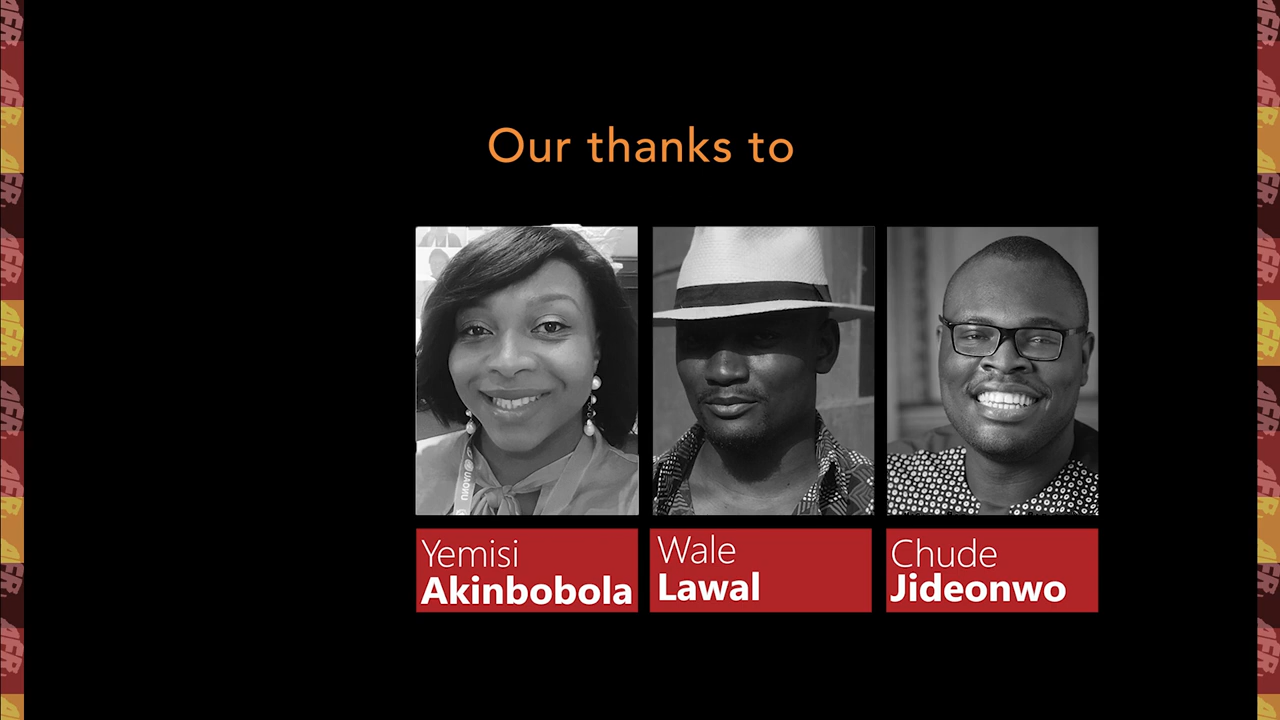 Our thanks to
Yemisi
Akinbobola
Wale
Lawal
Chude
Jideonwo